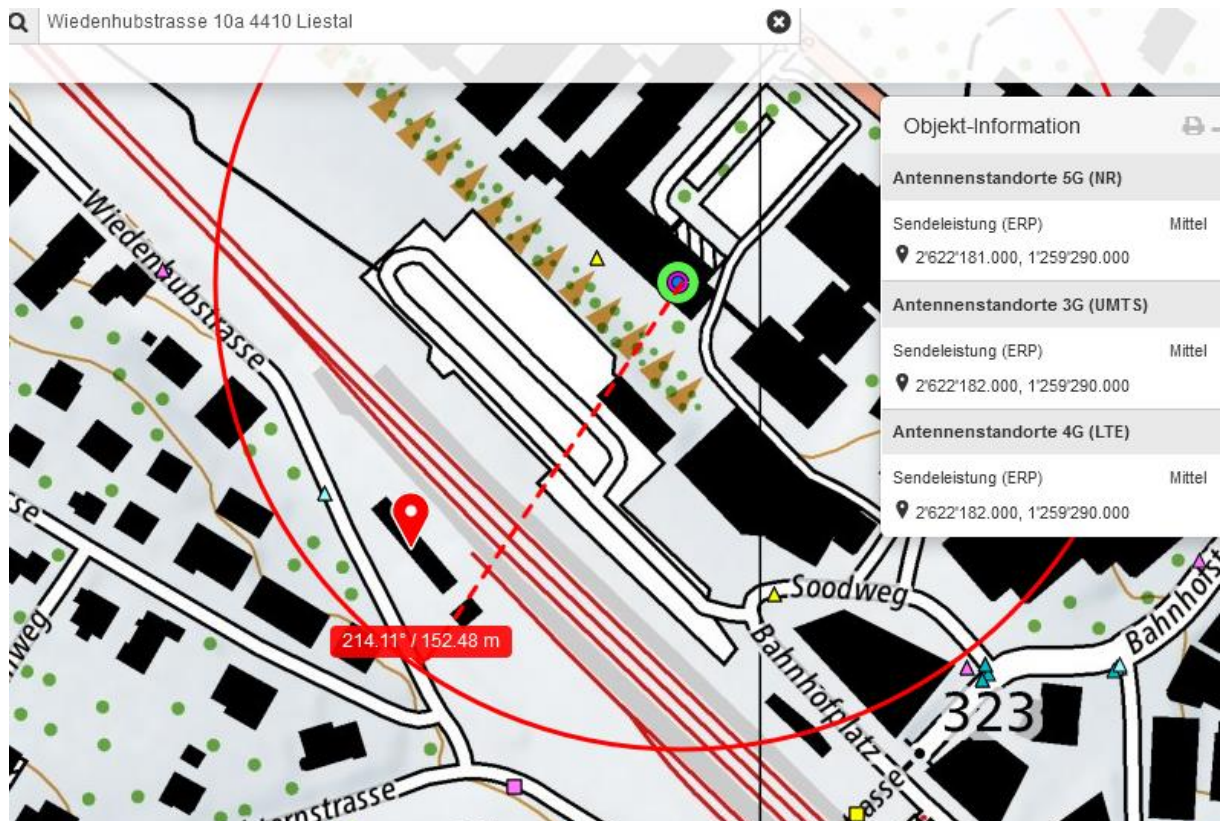 Wiedenhubstrasse 10a 4410 Liestal
Objekt-Information
Antennenstandorte 5G (NR)
Sendeleistung (ERP) Mittel
2'622'181.000, 1'259'290.000
Antennenstandorte 3G (UMTS)
Sendeleistung (ERP) Mittel
2'622'182.000, 1'259'290.000
Antennenstandorte 4G (LTE)
Sendeleistung (ERP) Mittel
2'622'182.000, 1'259'290.000
Wiedenhubstrasse
Soodweg
214.11° / 152.48 m
Bahnhofplatz
323